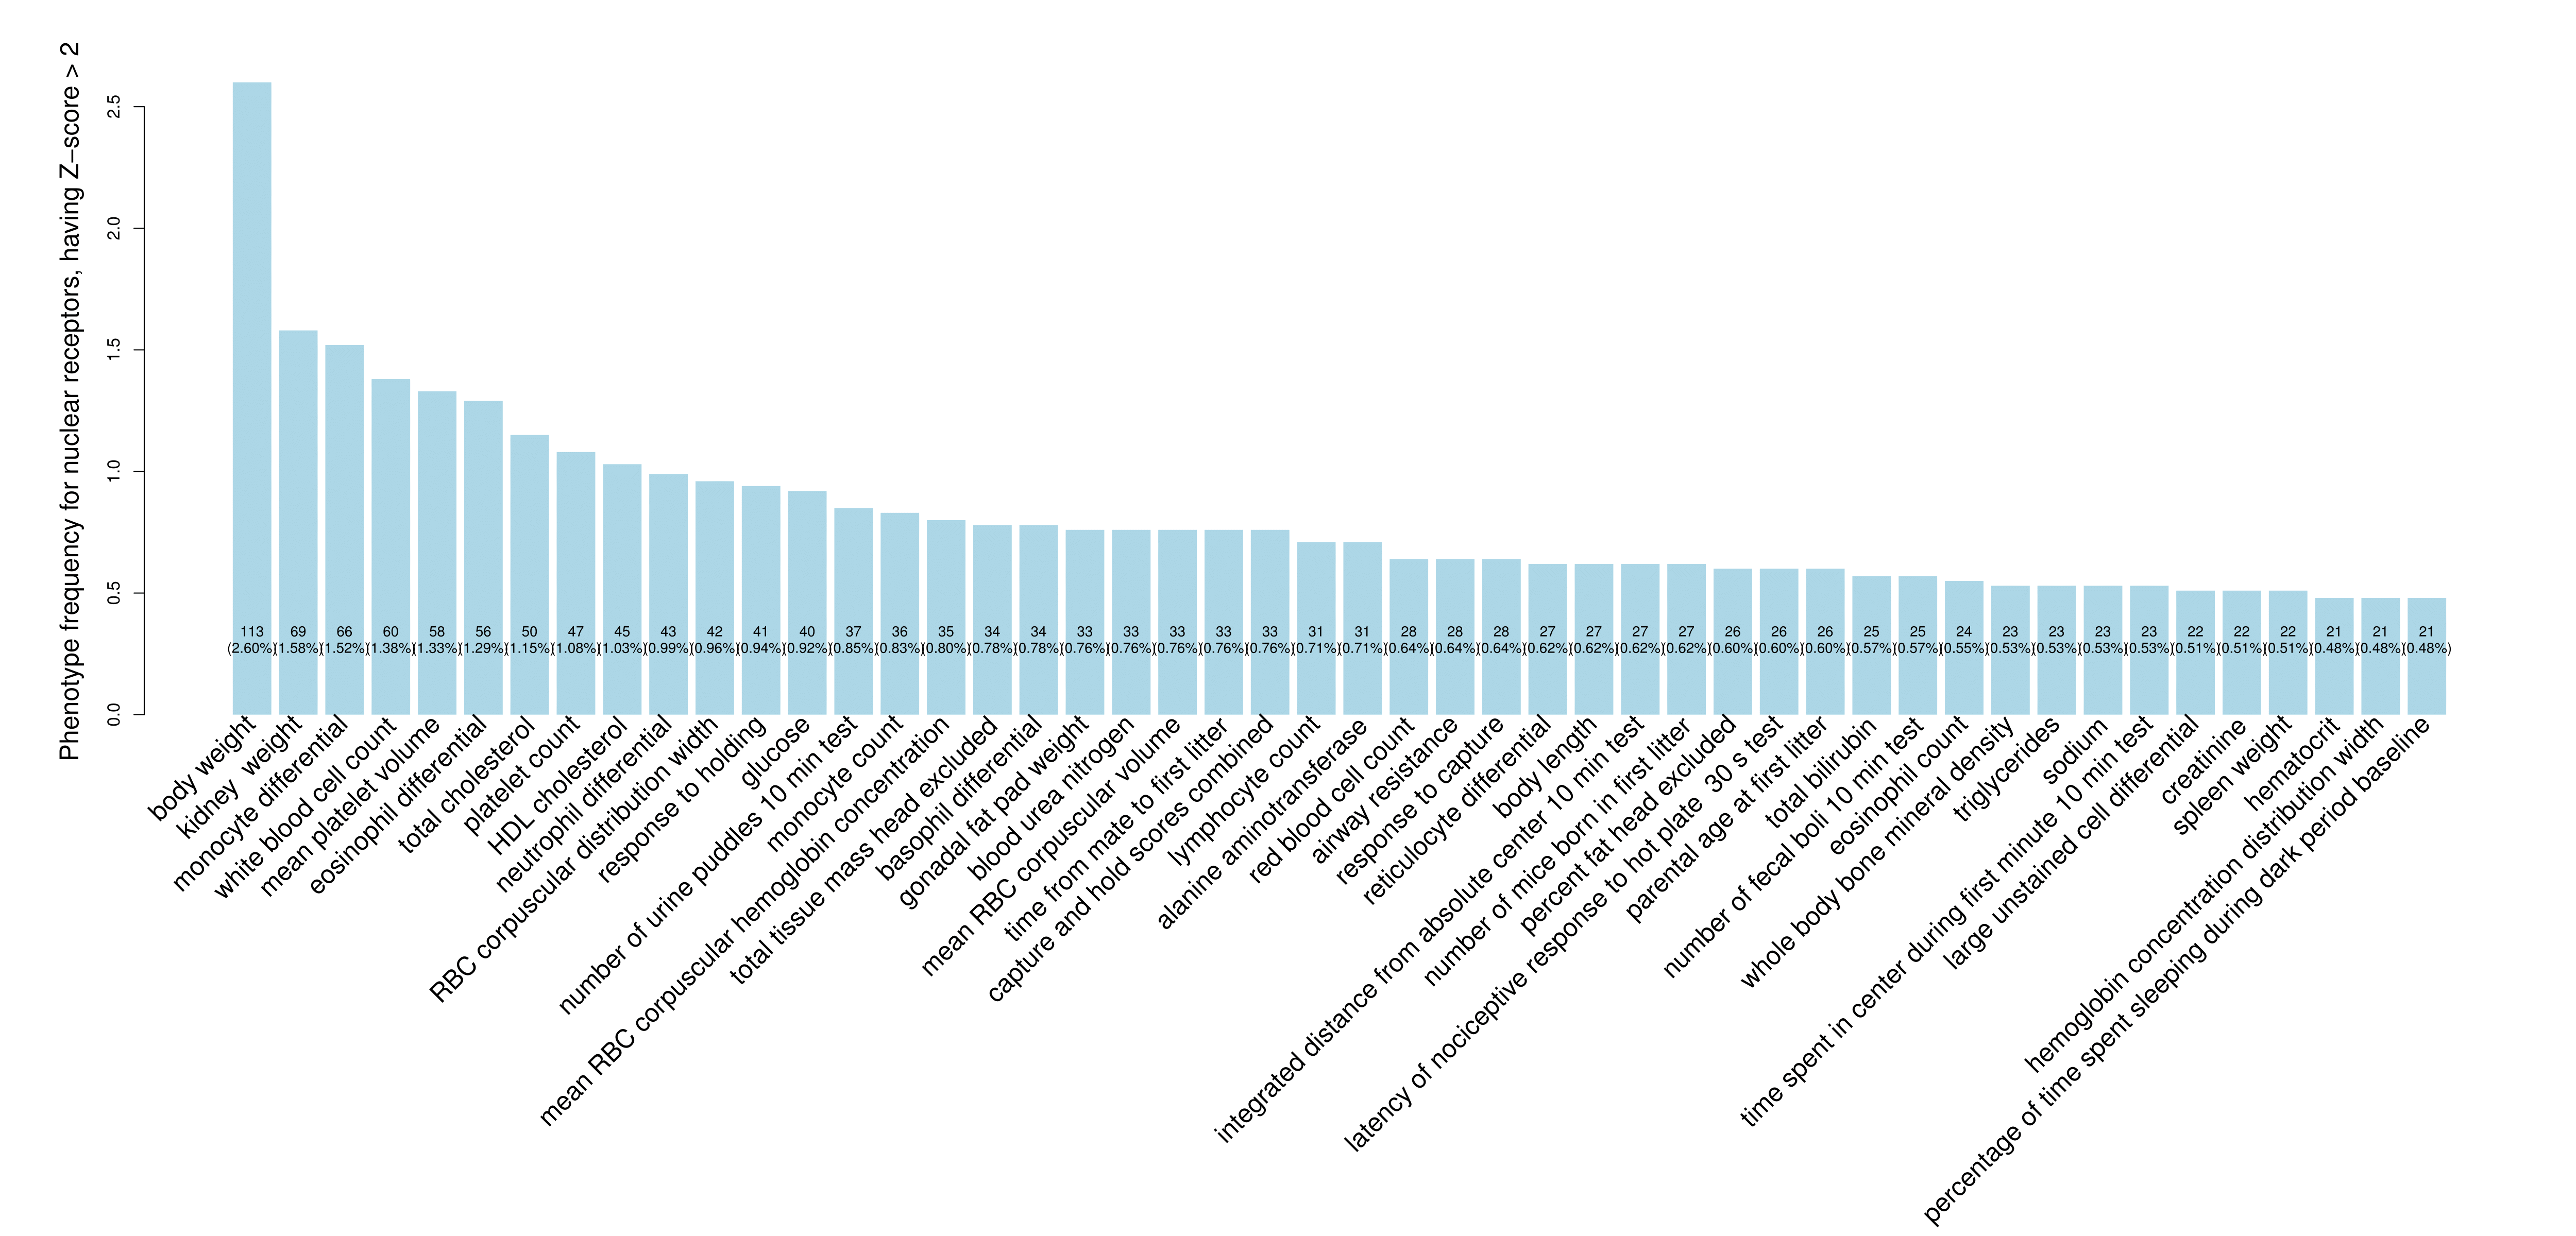 Phenotype frequency for nuclear receptors, having Z−score > 2
2.5
2.0
1.5
1.0
0.5
0.0
113 69 66 60 58 56 50 47 45 43 42 41 40 37 36 35 34 34 33 33 33 33 33 31 31 28 28 28 27 27 27 27 26 26 26 25 25 24 23 23 23 23 22 22 22 21 21 21
(2.60%) (1.58%) (1.52%) (1.38%) (1.33%) (1.29%) (1.15%) (1.08%) (1.03%) (0.99%) (0.96%) (0.94%) (0.92%) (0.85%) (0.83%) (0.80%) (0.78%) (0.78%) (0.76%) (0.76%) (0.76%) (0.76%) (0.76%) (0.71%) (0.71%) (0.64%) (0.64%) (0.64%) (0.62%) (0.62%) (0.62%) (0.62%) (0.60%) (0.60%) (0.60%) (0.57%) (0.57%) (0.55%) (0.53%) (0.53%) (0.53%) (0.53%) (0.51%) (0.51%) (0.51%) (0.48%) (0.48%) (0.48%)
body weight
kidney weight
monocyte differential
white blood cell count
mean platelet volume
eosinophil differential
total cholesterol
platelet count
HDL cholesterol
neutrophil differential
RBC corpuscular distribution width
response to holding
glucose
number of urine puddles 10 min test
monocyte count
mean RBC corpuscular hemoglobin concentration
total tissue mass head excluded
basophil differential
gonadal fat pad weight
blood urea nitrogen
mean RBC corpuscular volume
time from mate to first litter
capture and hold scores combined
lymphocyte count
alanine aminotransferase
red blood cell count
airway resistance
response to capture
reticulocyte differential
body length
integrated distance from absolute center 10 min test
number of mice born in first litter
percent fat head excluded
latency of nociceptive response to hot plate 30 s test
parental age at first litter
total bilirubin
number of fecal boli 10 min test
eosinophil count
whole body bone mineral density
triglycerides
sodium
time spent in center during first minute 10 min test
large unstained cell differential
creatinine
spleen weight
hematocrit
hemoglobin concentration distribution width
percentage of time spent sleeping during dark period baseline